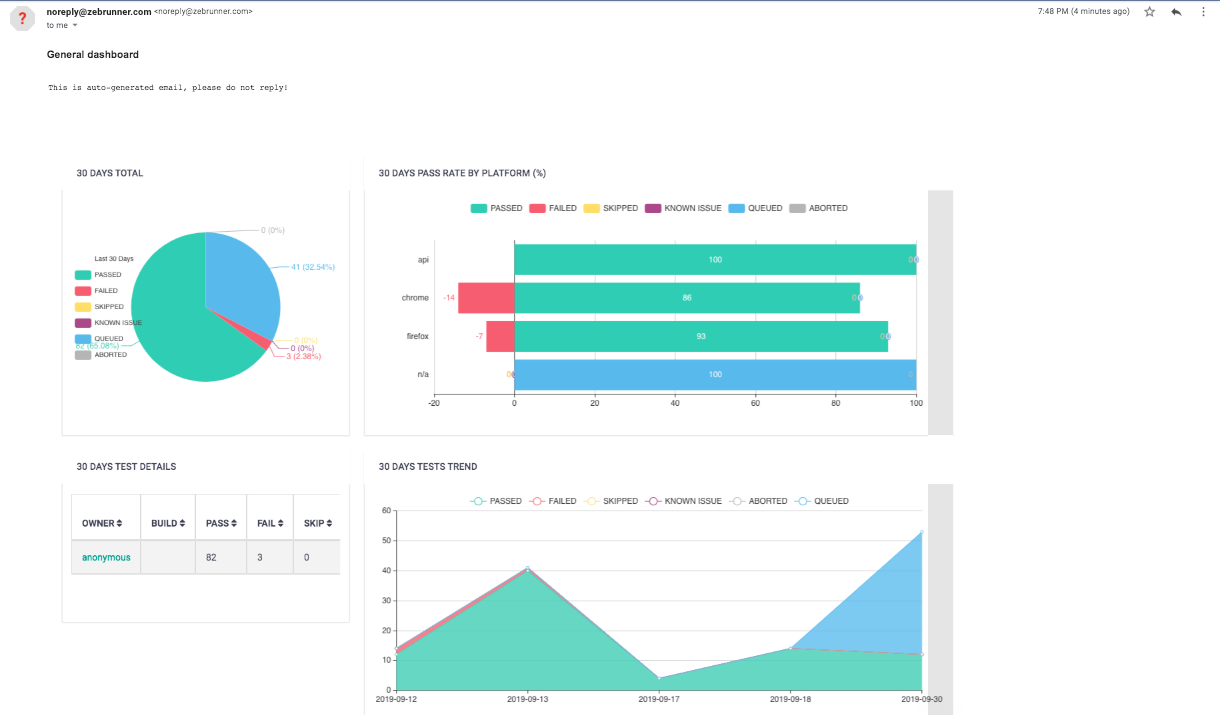 ?
noreply@zebrunner.com <noreply@zebrunner.com>
7:48 PM (4 minutes ago)
to me
General dashboard
This is auto-generated email, please do not reply!
30 DAYS TOTAL
0 (0%)
41 (32.54%)
Last 30 Days
PASSED
FAILED
SKIPPED
KNOWN ISSUE
QUEUED
82 (65.08%)
ABORTED
0 (0%)
0 (0%)
3 (2.38%)
30 DAYS PASS RATE BY PLATFORM (%)
PASSED FAILED SKIPPED KNOWN ISSUE QUEUED ABORTED
api 100
chrome -14 86
firefox -7 93
n/a 100
-20 0 20 40 60 80 100
30 DAYS TEST DETAILS
OWNER BUILD PASS FAIL SKIP
anonymous 82 3 0
30 DAYS TESTS TREND
PASSED FAILED SKIPPED KNOWN ISSUE ABORTED QUEUED
60
50
40
30
20
10
0
2019-09-12 2019-09-13 2019-09-17 2019-09-18 2019-09-30